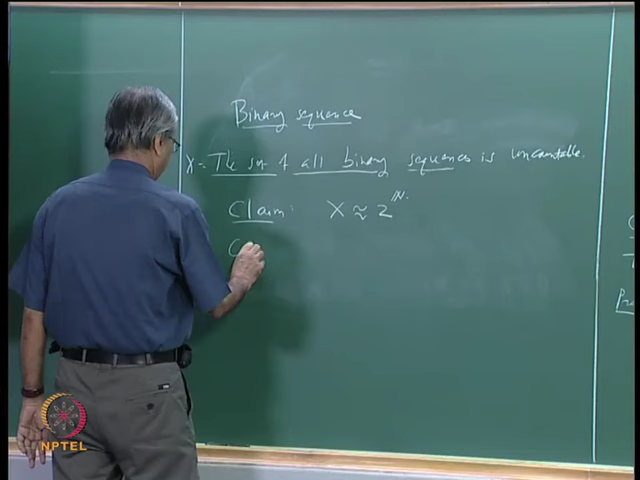 Binary sequence
X = The set of all binary sequences is uncountable.
Claim: X ≈ 2^ℕ.
C
NPTEL